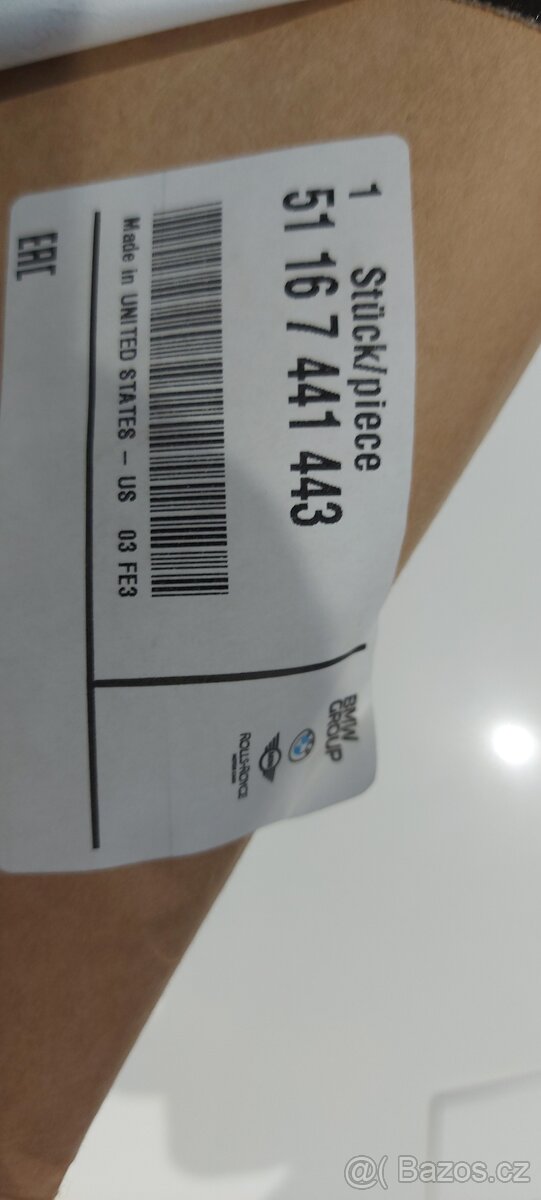 1 Stück/piece
51 16 7 441 443
Made in UNITED STATES - US 03 FE3
EAC
BMW
GROUP
ROLLS-ROYCE
@( Bazoš.cz